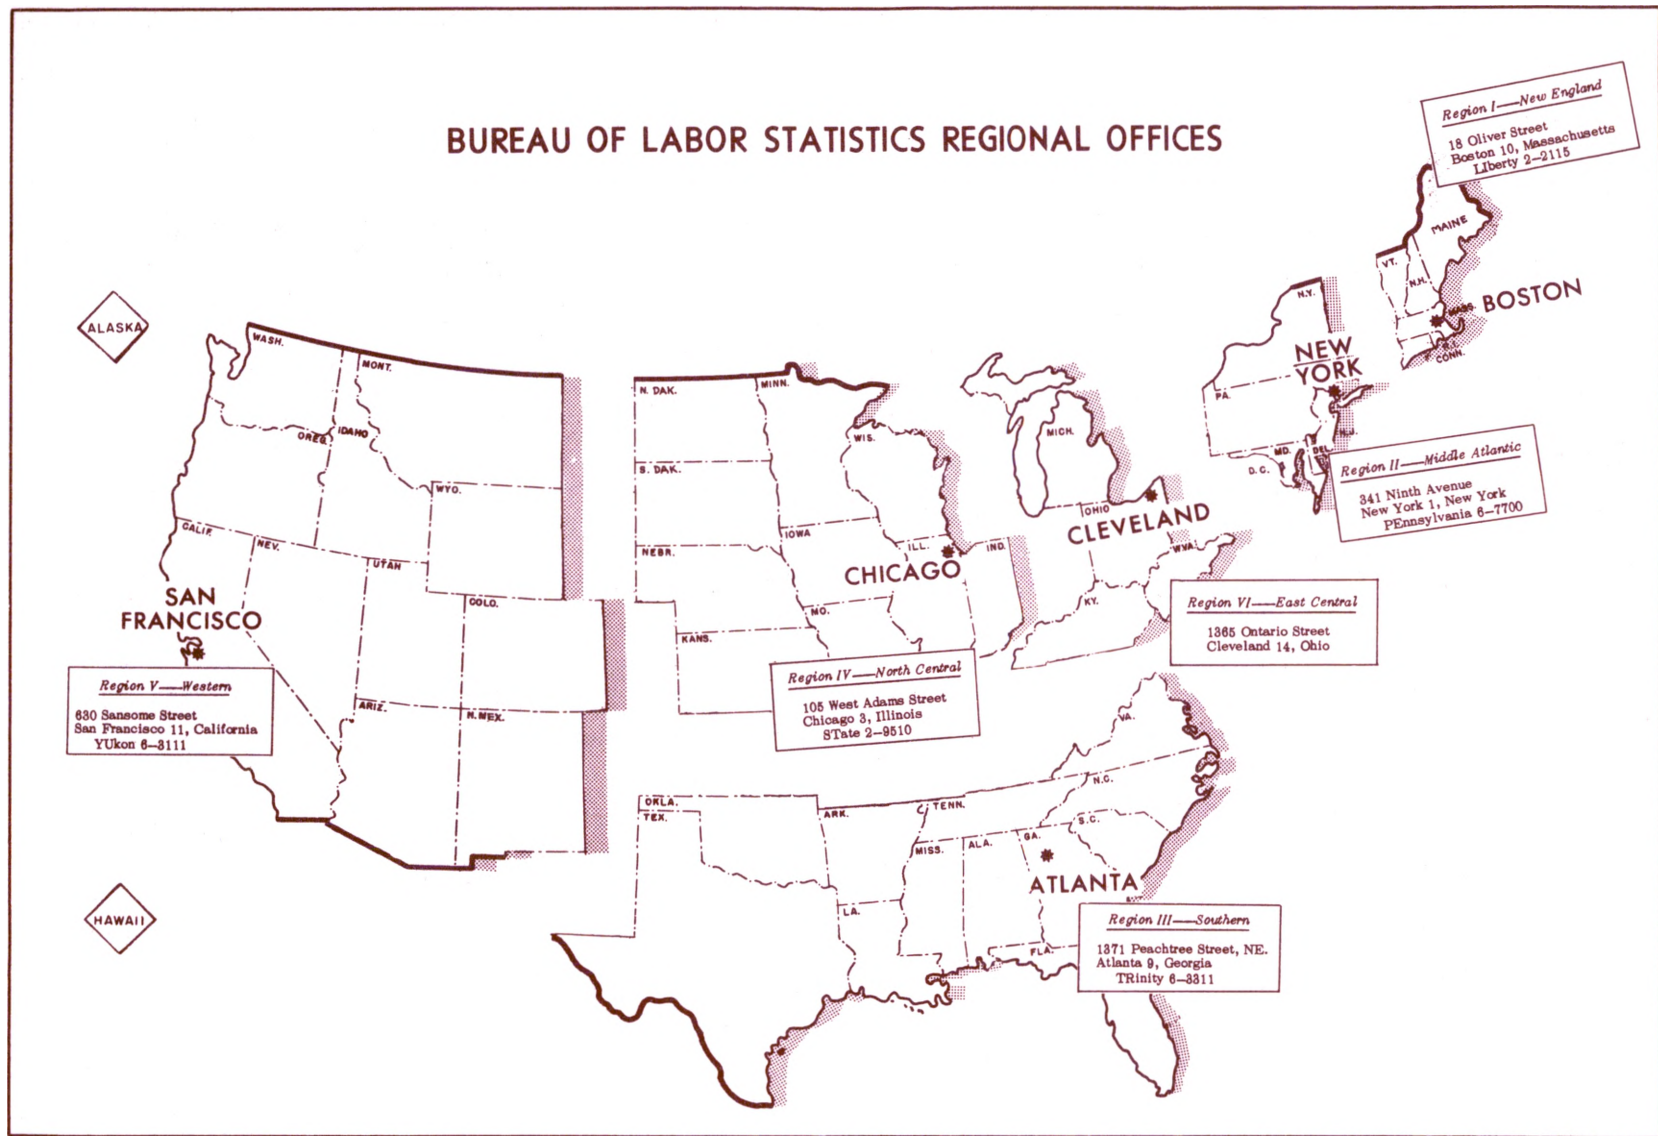 BUREAU OF LABOR STATISTICS REGIONAL OFFICES
Region I—New England
18 Oliver Street
Boston 10, Massachusetts
LIberty 2-2115
MAINE
VT.
N.H.
MASS.
BOSTON
R.I.
CONN.
N.Y.
NEW
YORK
PA.
N.J.
MD.
DEL.
D.C.
Region II—Middle Atlantic
341 Ninth Avenue
New York 1, New York
PEnnsylvania 6-7700
ALASKA
WASH.
MONT.
OREG.
IDAHO
WYO.
CALIF.
NEV.
UTAH
COLO.
SAN
FRANCISCO
Region V—Western
630 Sansome Street
San Francisco 11, California
YUkon 6-3111
ARIZ.
N.MEX.
HAWAII
N. DAK.
MINN.
S. DAK.
WIS.
IOWA
NEBR.
ILL.
IND.
CHICAGO
MO.
KANS.
Region IV—North Central
105 West Adams Street
Chicago 3, Illinois
STate 2-9510
MICH.
OHIO
CLEVELAND
W.VA.
KY.
Region VI—East Central
1365 Ontario Street
Cleveland 14, Ohio
VA.
N.C.
OKLA.
TEX.
ARK.
TENN.
S.C.
MISS.
ALA.
GA.
ATLANTA
LA.
FLA.
Region III—Southern
1371 Peachtree Street, NE.
Atlanta 9, Georgia
TRinity 6-3311